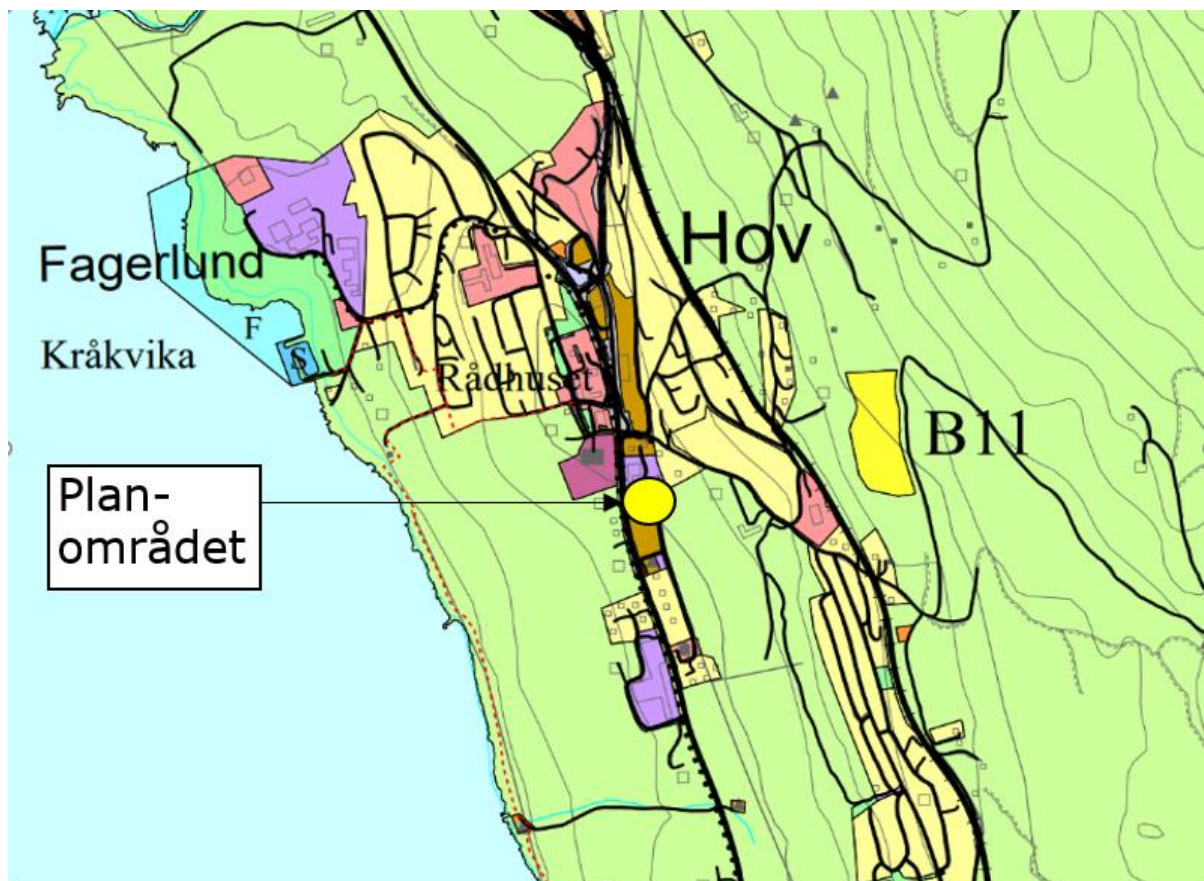 Hov
Fagerlund
F
Kråkvika
S
Rådhuset
B11
Plan-
området